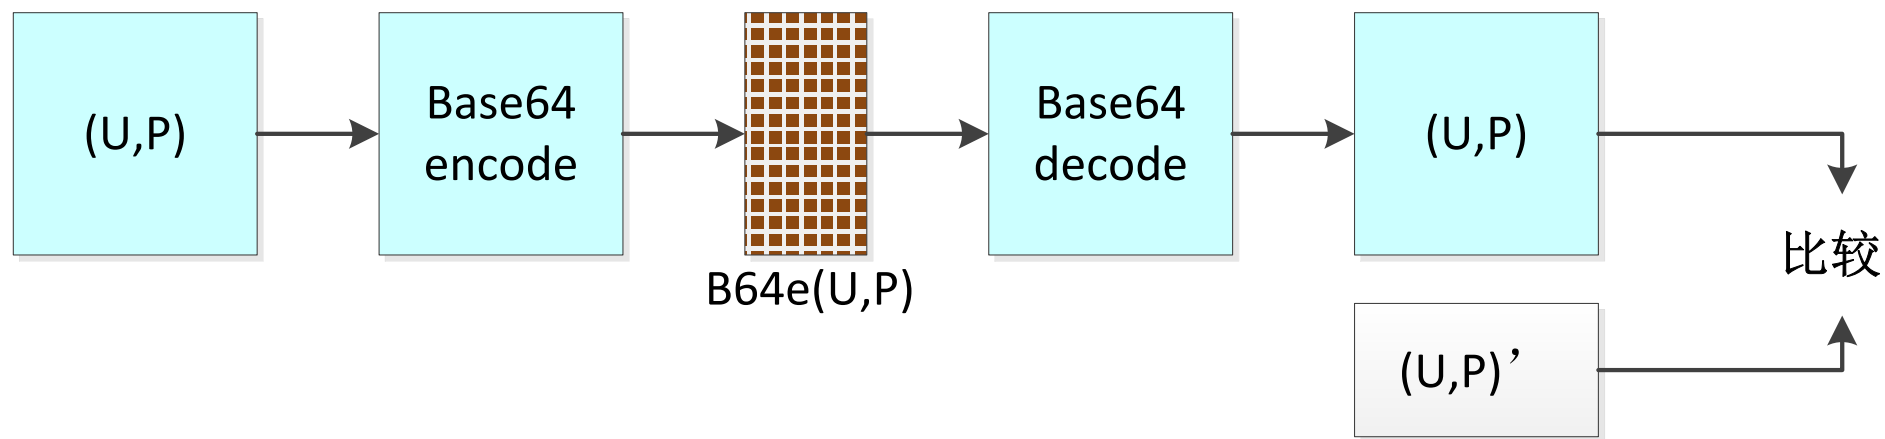 (U,P)
Base64
encode
B64e(U,P)
Base64
decode
(U,P)
比较
(U,P)’